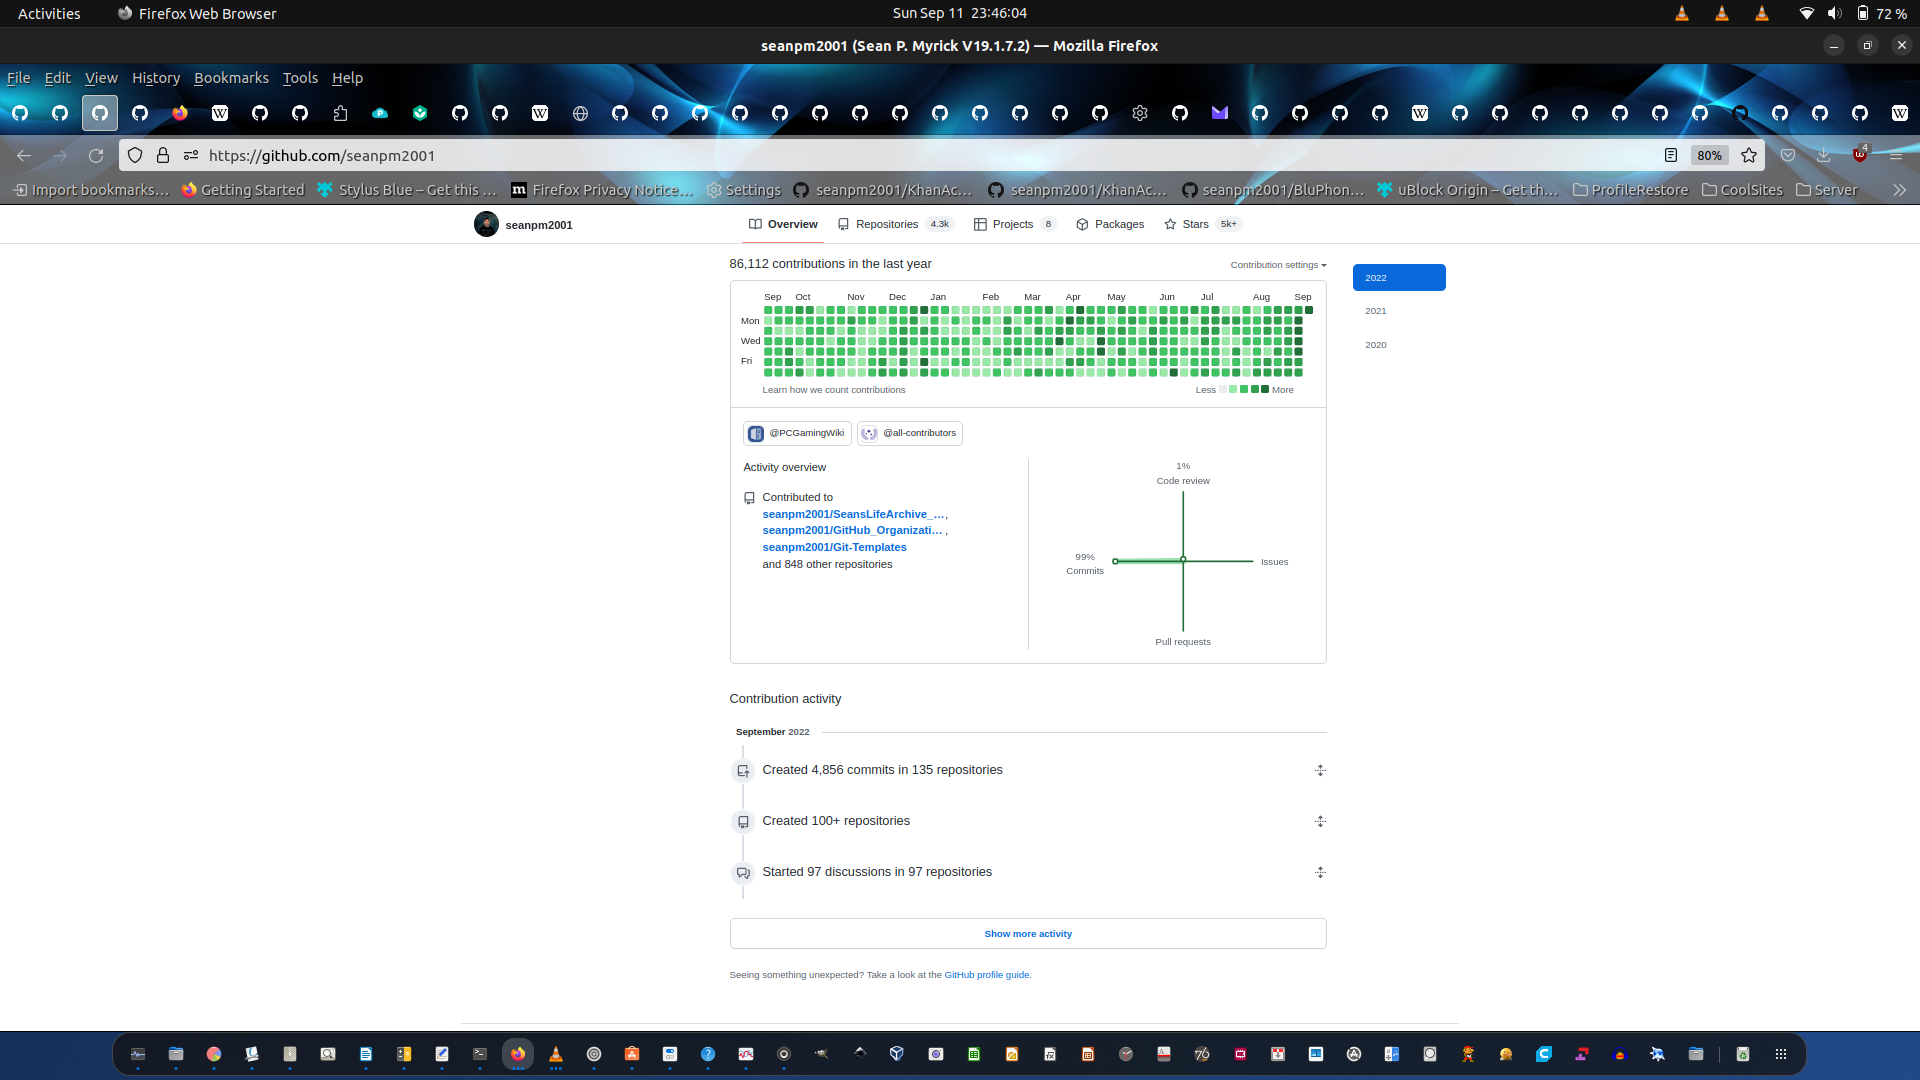 Activities Firefox Web Browser Sun Sep 11 23:46:04 72 %
seanpm2001 (Sean P. Myrick V19.1.7.2) — Mozilla Firefox
File Edit View History Bookmarks Tools Help
https://github.com/seanpm2001 80% 4
Import bookmarks… Getting Started Stylus Blue – Get this … Firefox Privacy Notice… Settings seanpm2001/KhanAc… seanpm2001/KhanAc… seanpm2001/BluPhon… uBlock Origin – Get th… ProfileRestore CoolSites Server
seanpm2001 Overview Repositories 4.3k Projects 8 Packages Stars 5k+
86,112 contributions in the last year Contribution settings
2022
2021
2020
Sep Oct Nov Dec Jan Feb Mar Apr May Jun Jul Aug Sep
Mon
Wed
Fri
Learn how we count contributions Less More
@PCGamingWiki @all-contributors
Activity overview
Contributed to
seanpm2001/SeansLifeArchive_…,
seanpm2001/GitHub_Organizati… ,
seanpm2001/Git-Templates
and 848 other repositories
1%
Code review
99%
Commits
Issues
Pull requests
Contribution activity
September 2022
Created 4,856 commits in 135 repositories
Created 100+ repositories
Started 97 discussions in 97 repositories
Show more activity
Seeing something unexpected? Take a look at the GitHub profile guide.